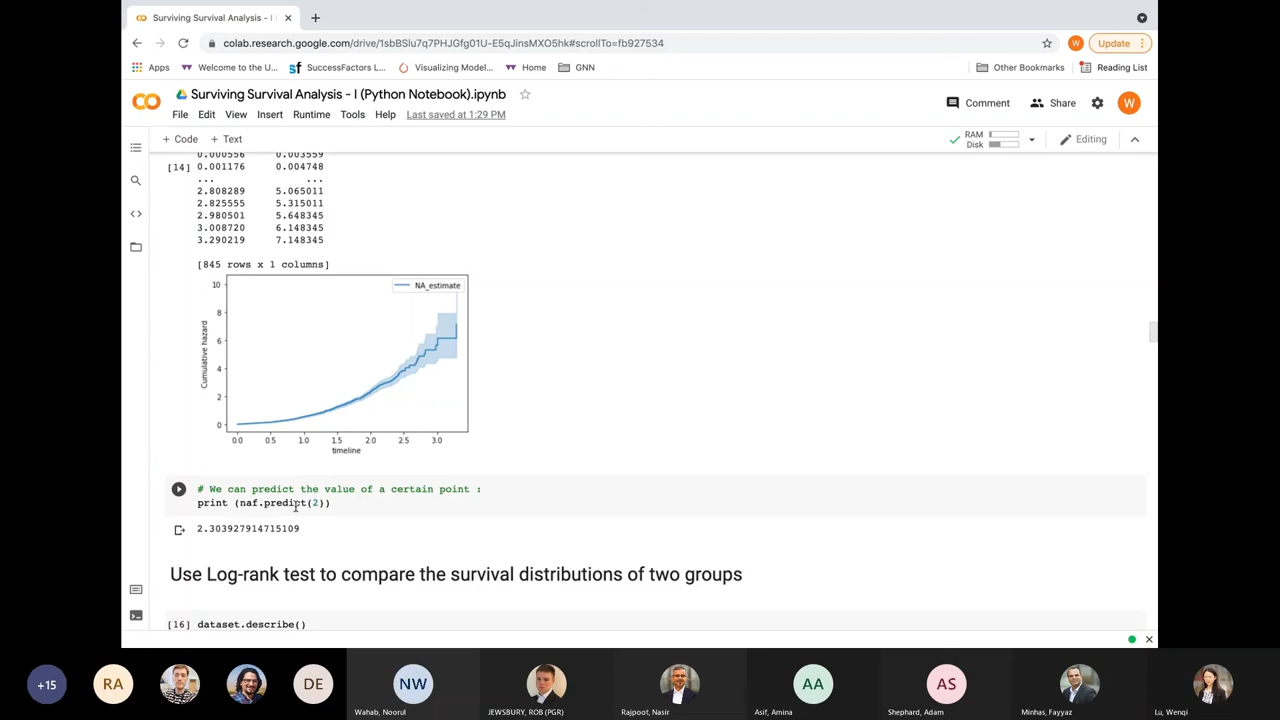 Surviving Survival Analysis - I
colab.research.google.com/drive/1sbBSlu7q7PHJGfg01U-E5qJinsMXO5hk#scrollTo=fb927534
W
Update
Apps
Welcome to the U...
SuccessFactors L...
Visualizing Model...
Home
GNN
Other Bookmarks
Reading List
Surviving Survival Analysis - I (Python Notebook).ipynb
Comment
Share
W
File Edit View Insert Runtime Tools Help Last saved at 1:29 PM
+ Code + Text
RAM
Disk
Editing
0.000556 0.003559
[14] 0.001176 0.004748
... ...
2.808289 5.065011
2.825555 5.315011
2.980501 5.648345
3.008720 6.148345
3.290219 7.148345
[845 rows x 1 columns]
NA_estimate
Cumulative hazard
10
8
6
4
2
0
0.0 0.5 1.0 1.5 2.0 2.5 3.0
timeline
# We can predict the value of a certain point :
print (naf.predict(2))
2.303927914715109
Use Log-rank test to compare the survival distributions of two groups
[16] dataset.describe()
+15
RA
DE
NW
AA
AS
Wahab, Noorul
JEWSBURY, ROB (PGR)
Rajpoot, Nasir
Asif, Amina
Shephard, Adam
Minhas, Fayyaz
Lu, Wenqi